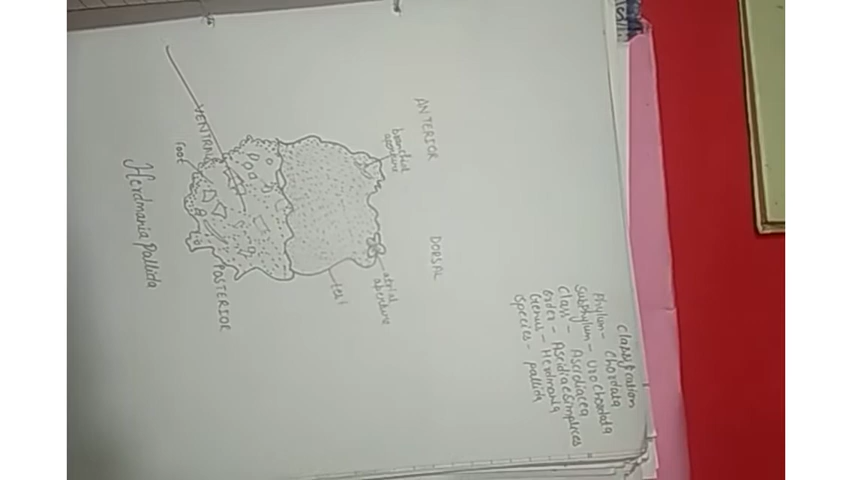 Classification
Phylum - Chordata
Subphylum - Urochordata
Class - Ascidiacea
Order - Ascidiae Simplices
Genus - Herdmania
Species - pallida
ANTERIOR
DORSAL
branchial aperture
atrial aperture
test
VENTRAL
foot
POSTERIOR
Herdmania Pallida